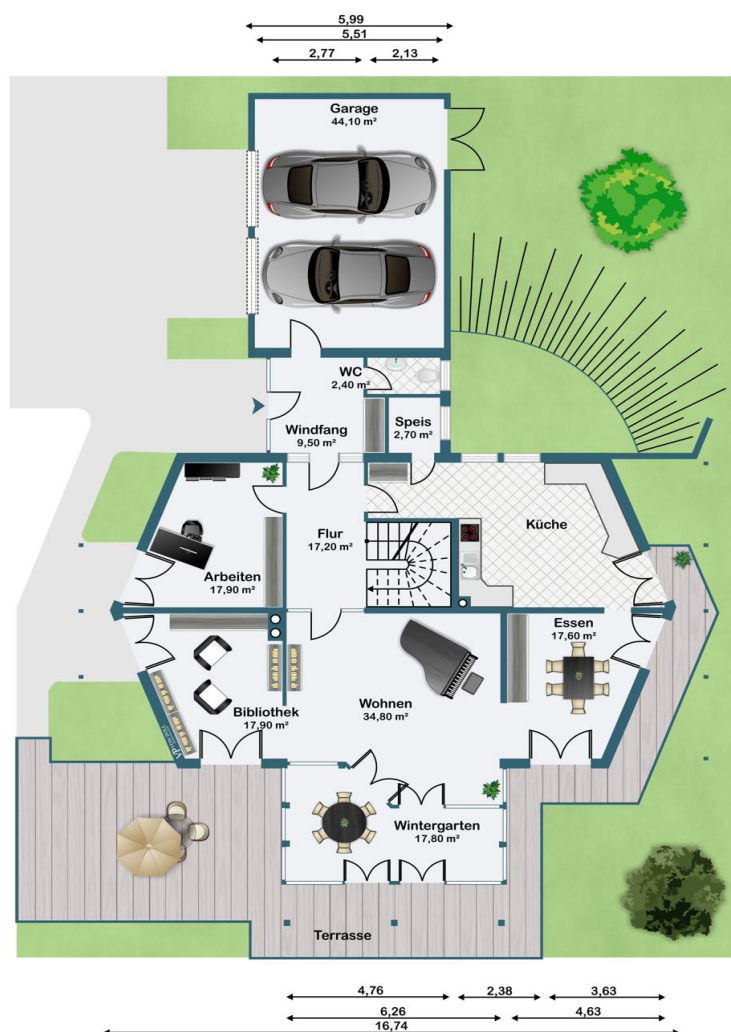 5,99
5,51
2,77 2,13
Garage
44,10 m²
WC
2,40 m²
Windfang
9,50 m²
Speis
2,70 m²
Flur
17,20 m²
Küche
Arbeiten
17,90 m²
Essen
17,60 m²
Wohnen
34,80 m²
Bibliothek
17,90 m²
Wintergarten
17,80 m²
Terrasse
4,76 2,38 3,63
6,26 4,63
16,74